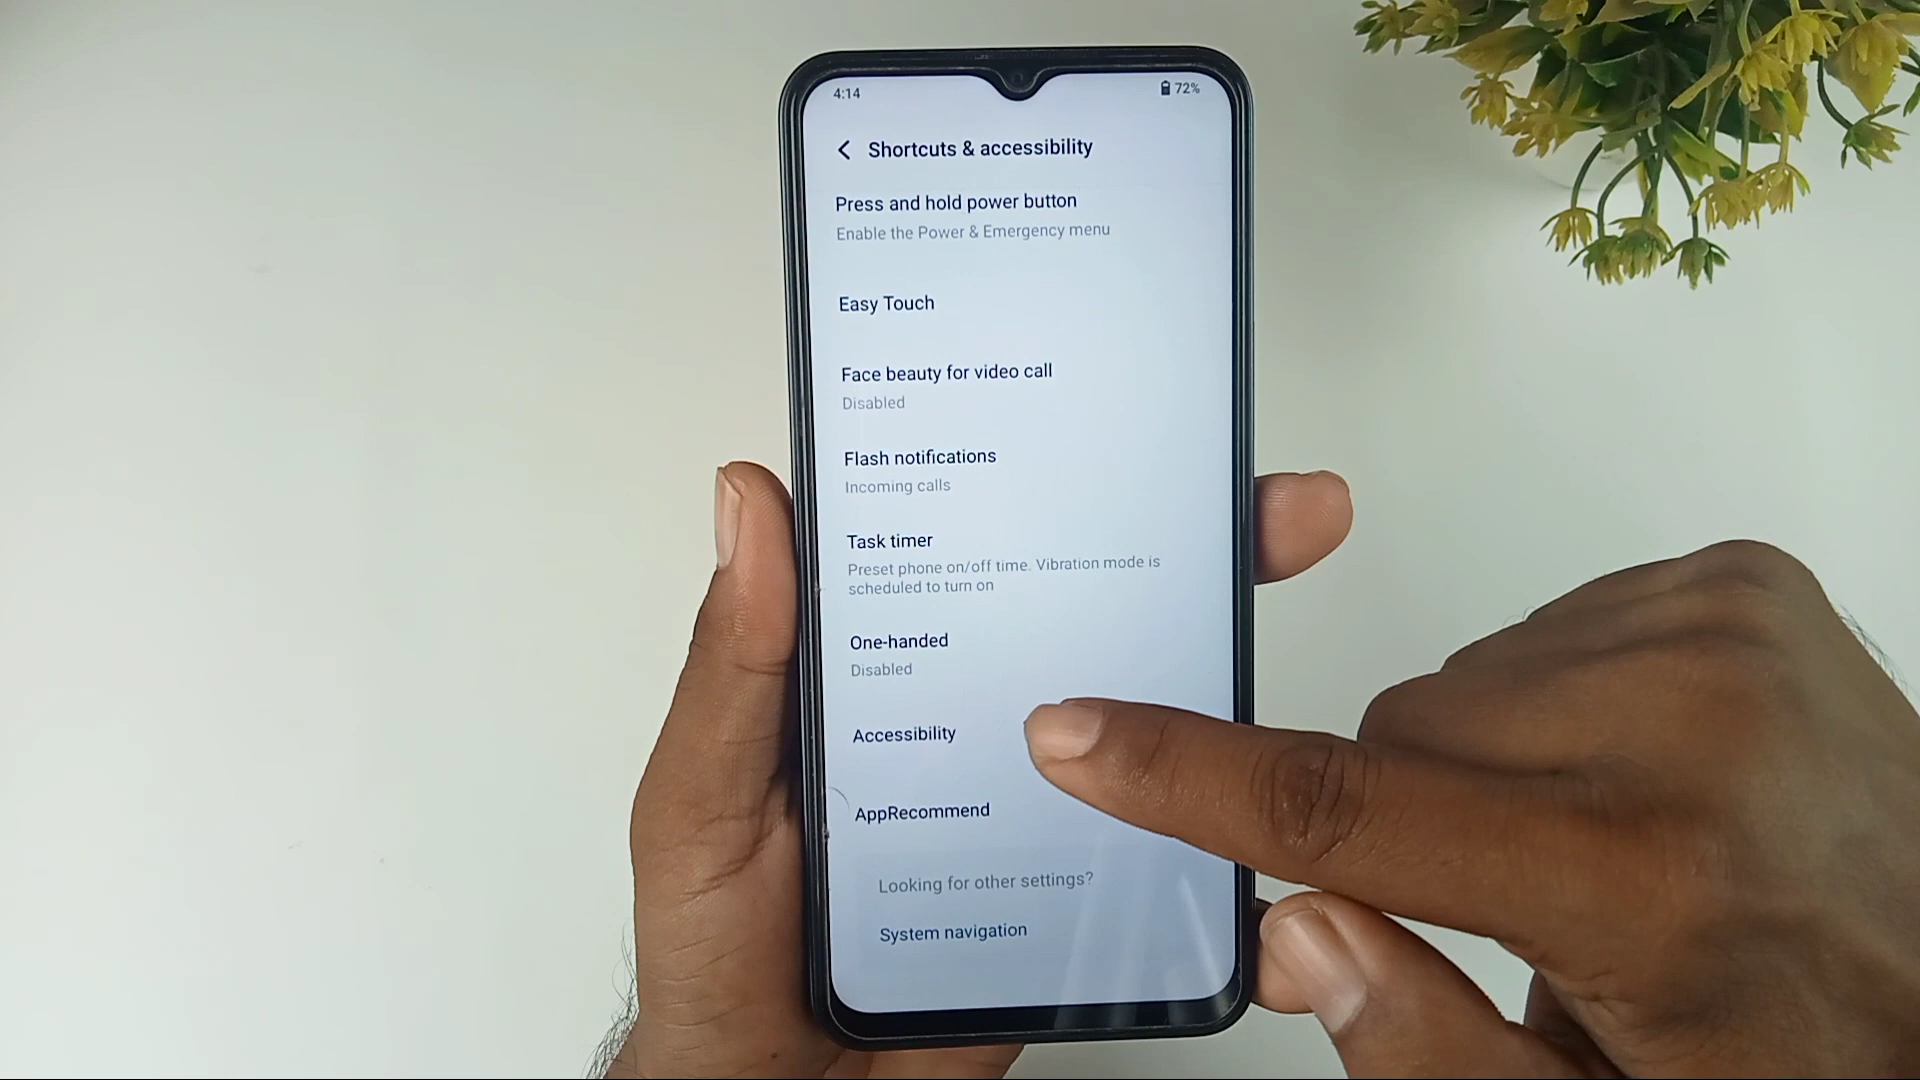 4:14
72%
Shortcuts & accessibility
Press and hold power button
Enable the Power & Emergency menu
Easy Touch
Face beauty for video call
Disabled
Flash notifications
Incoming calls
Task timer
Preset phone on/off time. Vibration mode is
scheduled to turn on
One-handed
Disabled
Accessibility
AppRecommend
Looking for other settings?
System navigation